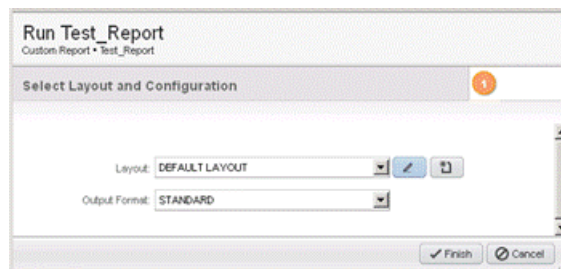 Run Test_Report
Custom Report • Test_Report
Select Layout and Configuration
1
Layout: DEFAULT LAYOUT
Output Format: STANDARD
Finish Cancel